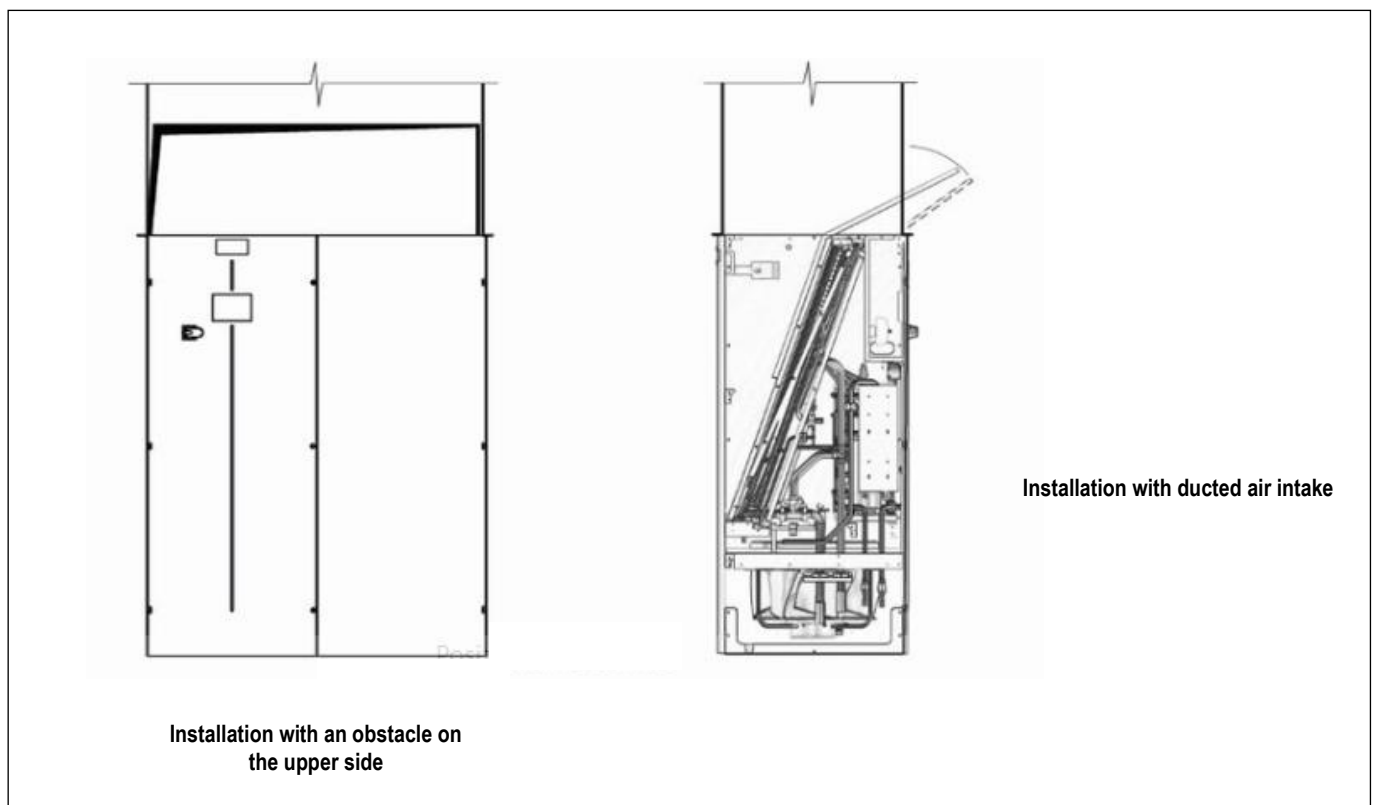 Installation with ducted air intake
Installation with an obstacle on
the upper side